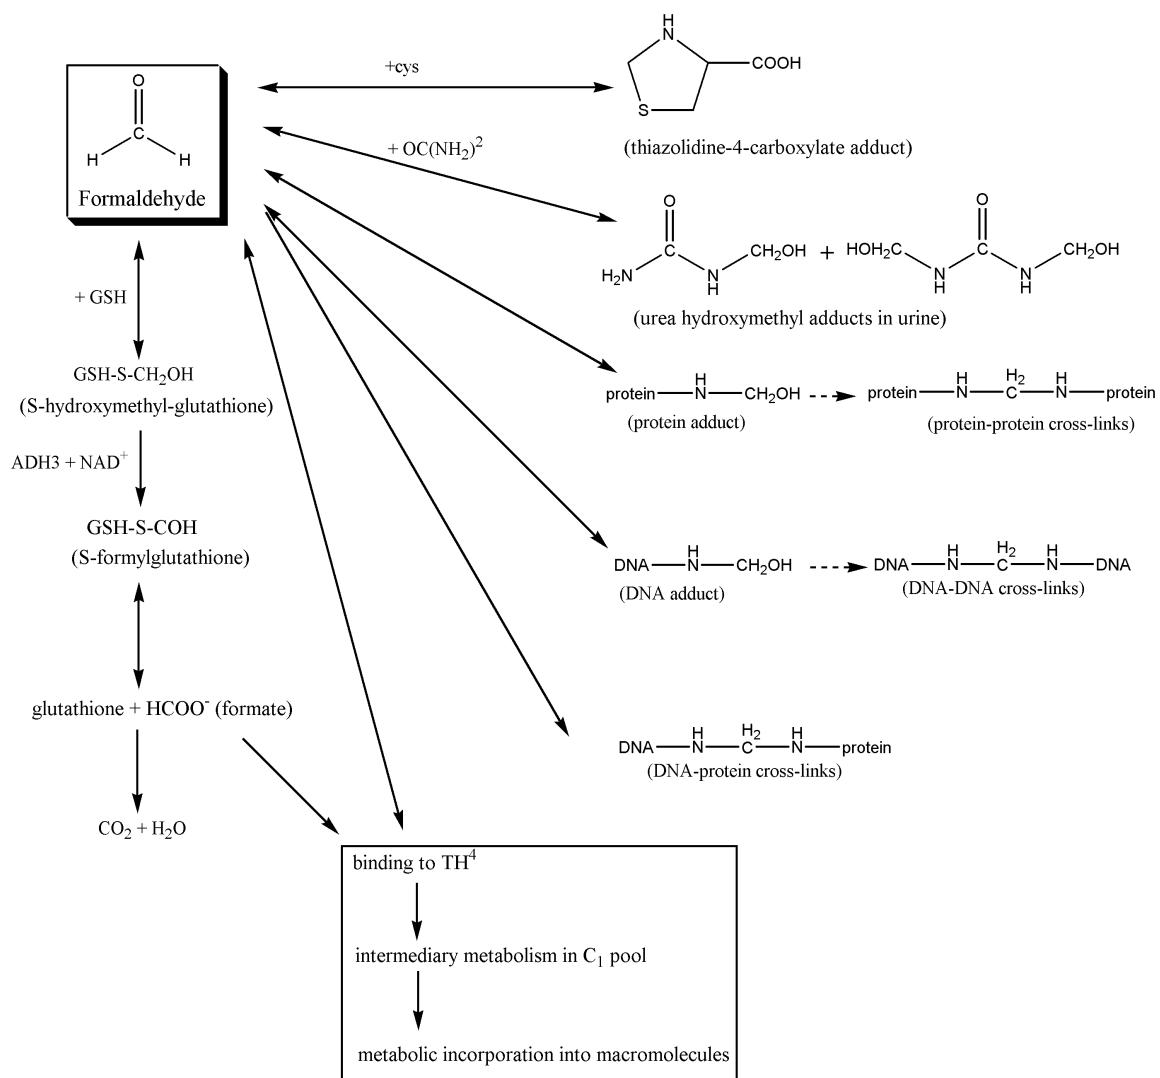 H
N
COOH
S
(thiazolidine-4-carboxylate adduct)
+cys
O
C
H H
Formaldehyde
+ OC(NH₂)²
O
C
H₂N
N
H
CH₂OH
+
O
HOH₂C
C
N
H
N
H
CH₂OH
(urea hydroxymethyl adducts in urine)
+ GSH
GSH-S-CH₂OH
(S-hydroxymethyl-glutathione)
ADH3 + NAD⁺
GSH-S-COH
(S-formylglutathione)
glutathione + HCOO⁻ (formate)
CO₂ + H₂O
H
protein N CH₂OH
(protein adduct)
H H₂ H
protein N C N protein
(protein-protein cross-links)
H
DNA N CH₂OH
(DNA adduct)
H H₂ H
DNA N C N DNA
(DNA-DNA cross-links)
H H₂ H
DNA N C N protein
(DNA-protein cross-links)
binding to TH⁴
intermediary metabolism in C₁ pool
metabolic incorporation into macromolecules